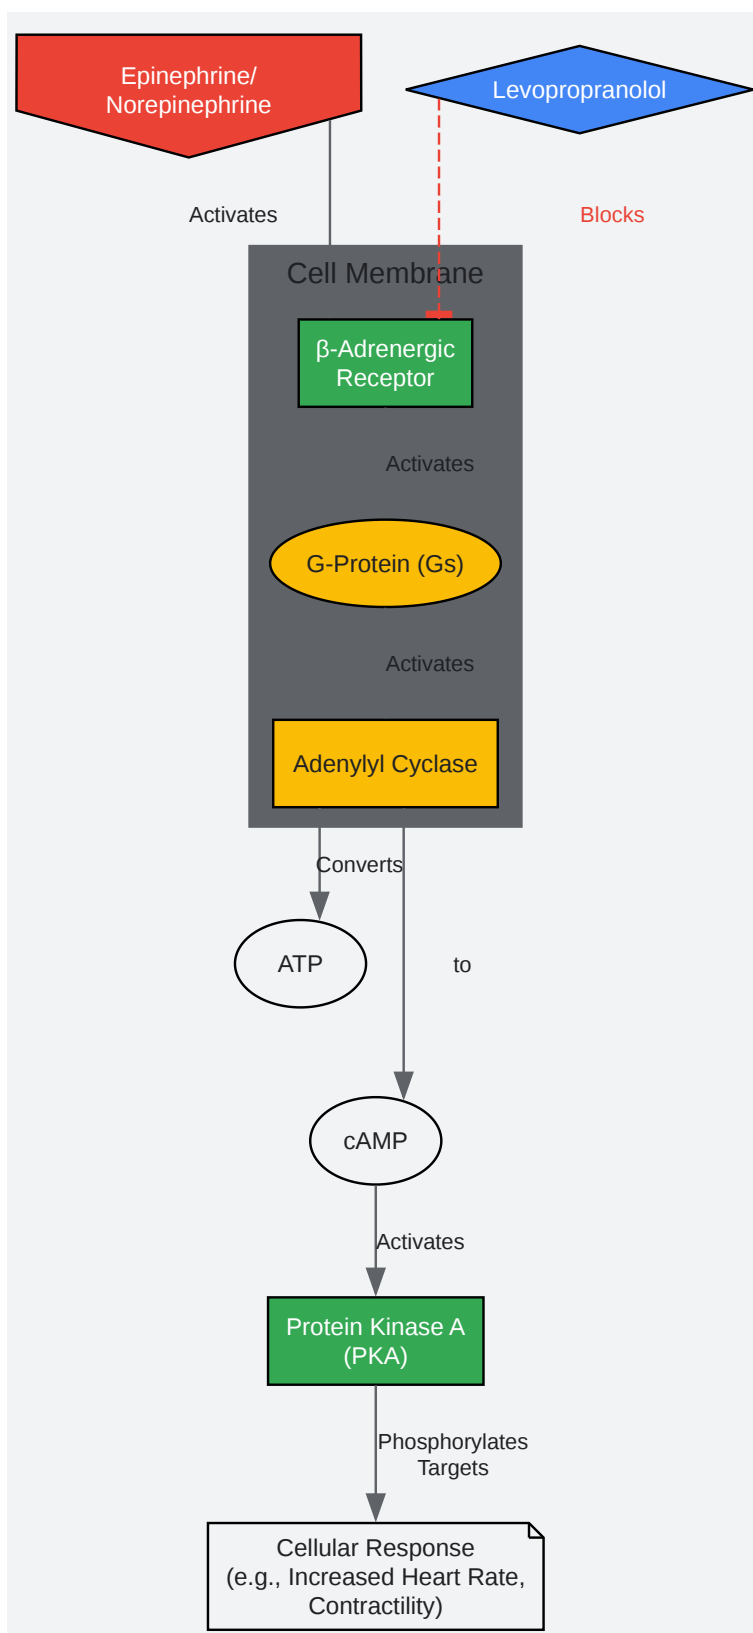 Epinephrine/
Norepinephrine
Levopropranolol
Activates
Blocks
Cell Membrane
β-Adrenergic
Receptor
Activates
G-Protein (Gs)
Activates
Adenylyl Cyclase
Converts
ATP
to
cAMP
Activates
Protein Kinase A
(PKA)
Phosphorylates
Targets
Cellular Response
(e.g., Increased Heart Rate,
Contractility)